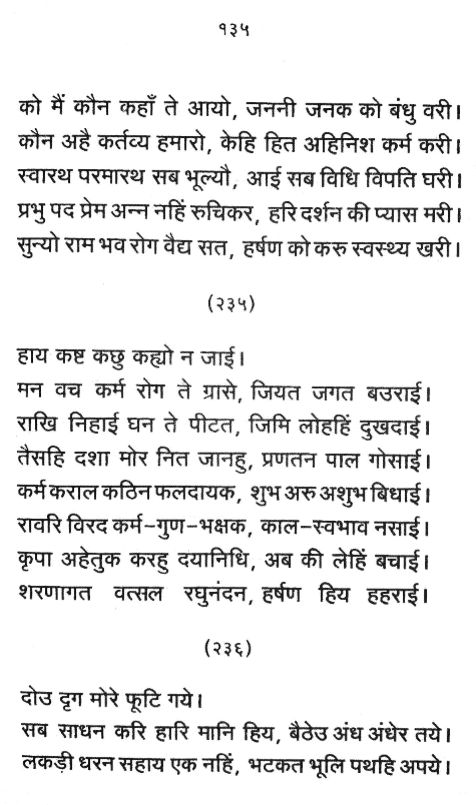 १३५
को मैं कौन कहाँ ते आयो, जननी जनक को बंधु वरी।
कौन अहै कर्तव्य हमारो, केहि हित अहिनिश कर्म करी।
स्वारथ परमारथ सब भूल्यौ, आई सब विधि विपति घरी।
प्रभु पद प्रेम अन्न नहिं रुचिकर, हरि दर्शन की प्यास मरी।
सुन्यो राम भव रोग वैद्य सत, हर्षण को करु स्वस्थ्य खरी।
(२३५)
हाय कष्ट कछु कह्यो न जाई।
मन वच कर्म रोग ते ग्रासे, जियत जगत बउराई।
राखि निहाई घन ते पीटत, जिमि लोहहिं दुखदाई।
तैसहि दशा मोर नित जानहु, प्रणतन पाल गोसाई।
कर्म कराल कठिन फलदायक, शुभ अरु अशुभ बिधाई।
रावरि विरद कर्म-गुण-भक्षक, काल-स्वभाव नसाई।
कृपा अहेतुक करहु दयानिधि, अब की लेहिं बचाई।
शरणागत वत्सल रघुनंदन, हर्षण हिय हहराई।
(२३६)
दोउ दृग मोरे फूटि गये।
सब साधन करि हारि मानि हिय, बैठेउ अंध अंधेर तये।
लकड़ी धरन सहाय एक नहिं, भटकत भूलि पथहि अपये।